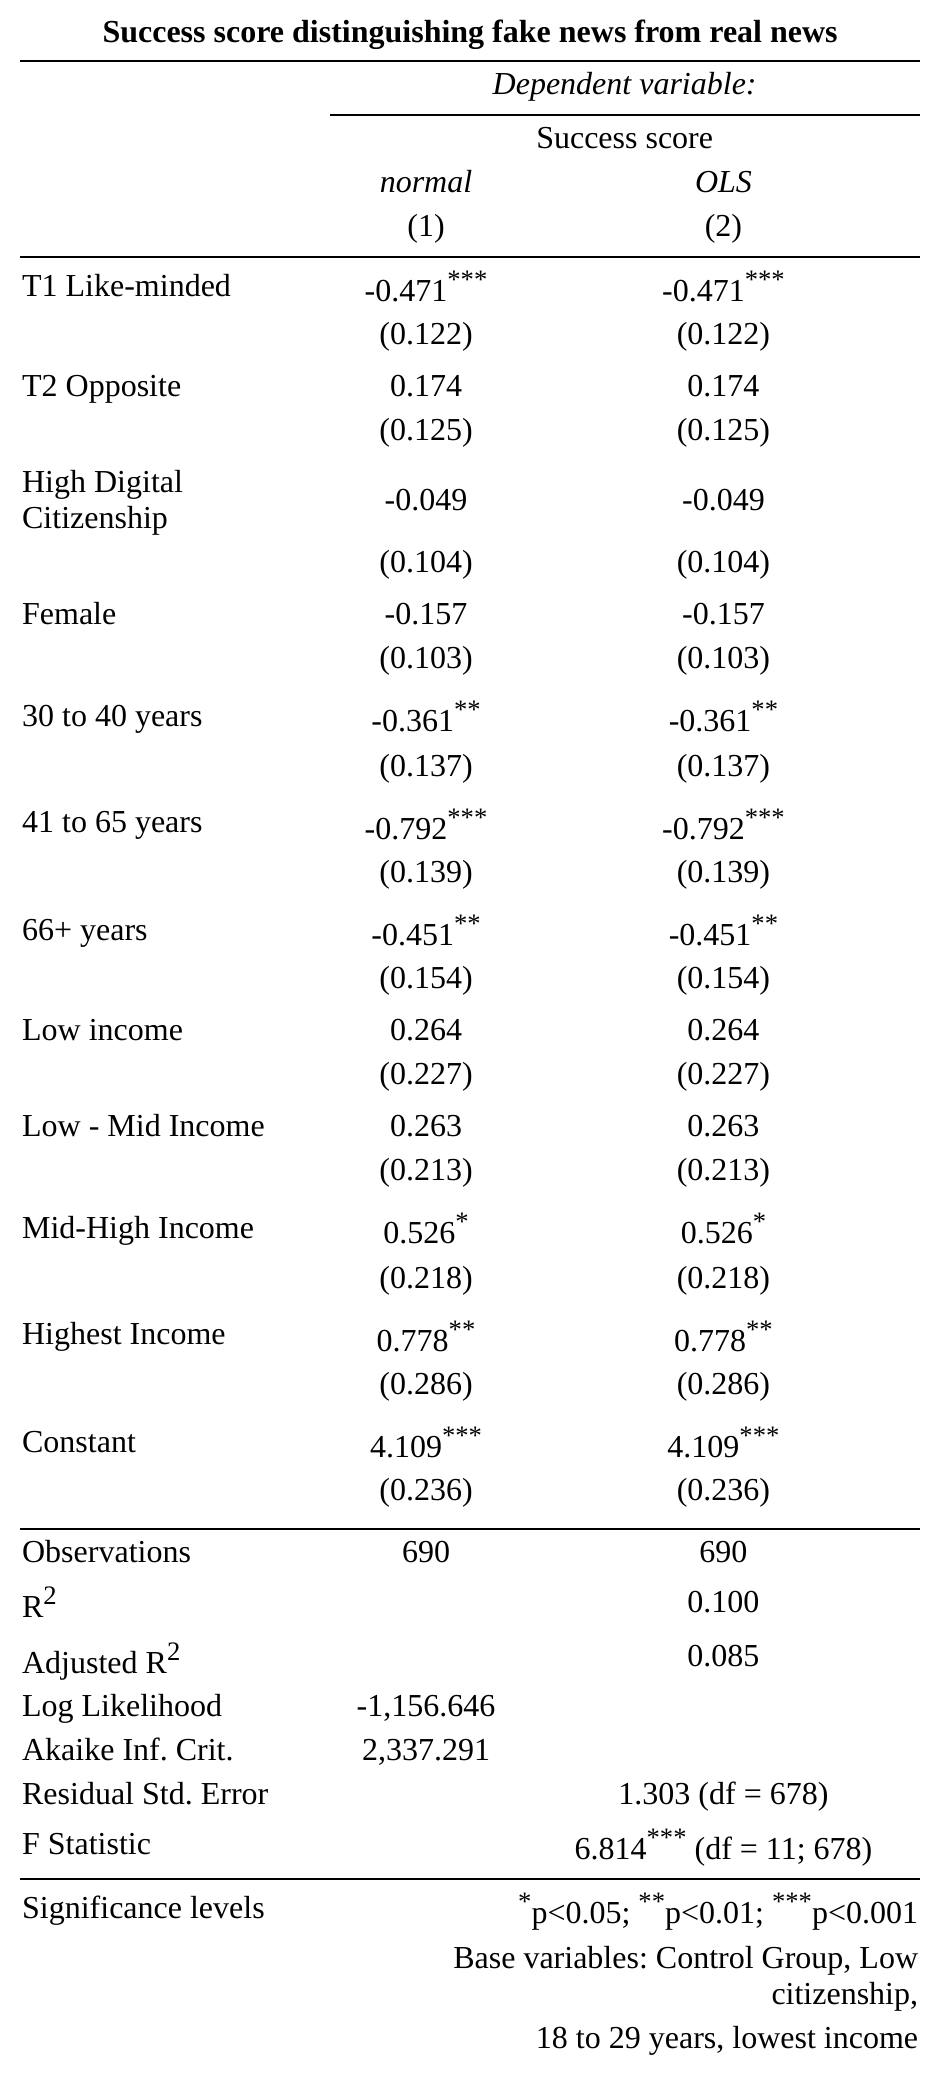 Success score distinguishing fake news from real news
Dependent variable:
Success score
normal OLS
(1) (2)
T1 Like-minded -0.471*** -0.471***
(0.122) (0.122)
T2 Opposite 0.174 0.174
(0.125) (0.125)
High Digital
Citizenship -0.049 -0.049
(0.104) (0.104)
Female -0.157 -0.157
(0.103) (0.103)
30 to 40 years -0.361** -0.361**
(0.137) (0.137)
41 to 65 years -0.792*** -0.792***
(0.139) (0.139)
66+ years -0.451** -0.451**
(0.154) (0.154)
Low income 0.264 0.264
(0.227) (0.227)
Low - Mid Income 0.263 0.263
(0.213) (0.213)
Mid-High Income 0.526* 0.526*
(0.218) (0.218)
Highest Income 0.778** 0.778**
(0.286) (0.286)
Constant 4.109*** 4.109***
(0.236) (0.236)
Observations 690 690
R2 0.100
Adjusted R2 0.085
Log Likelihood -1,156.646
Akaike Inf. Crit. 2,337.291
Residual Std. Error 1.303 (df = 678)
F Statistic 6.814*** (df = 11; 678)
Significance levels *p<0.05; **p<0.01; ***p<0.001
Base variables: Control Group, Low
citizenship,
18 to 29 years, lowest income